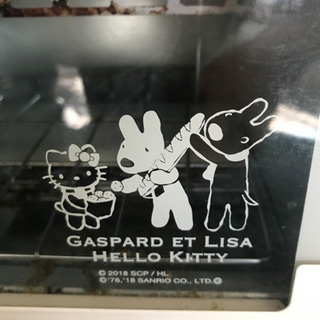 GASPARD ET LISA
HELLO KITTY
© 2018 SCP / HL
©'76,'18 SANRIO CO., LTD.